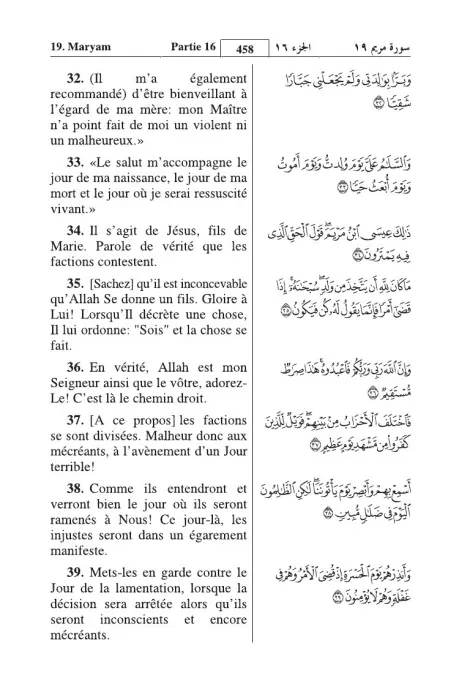 19. Maryam Partie 16 458 الجزء ١٦ سورة مريم ١٩
32. (Il m'a également
recommandé) d'être bienveillant à
l'égard de ma mère: mon Maître
n'a point fait de moi un violent ni
un malheureux.»
وَبَرًّا بِوَالِدَتِي وَلَمْ يَجْعَلْنِي جَبَّارًا
شَقِيًّا ٣٢
33. «Le salut m'accompagne le
jour de ma naissance, le jour de ma
mort et le jour où je serai ressuscité
vivant.»
وَالسَّلَامُ عَلَيَّ يَوْمَ وُلِدتُّ وَيَوْمَ أَمُوتُ
وَيَوْمَ أُبْعَثُ حَيًّا ٣٣
34. Il s'agit de Jésus, fils de
Marie. Parole de vérité que les
factions contestent.
ذَٰلِكَ عِيسَى ابْنُ مَرْيَمَ ۚ قَوْلَ الْحَقِّ الَّذِي
فِيهِ يَمْتَرُونَ ٣٤
35. [Sachez] qu'il est inconcevable
qu'Allah Se donne un fils. Gloire à
Lui! Lorsqu'Il décrète une chose,
Il lui ordonne: "Sois" et la chose se
fait.
مَا كَانَ لِلَّهِ أَن يَتَّخِذَ مِن وَلَدٍ ۖ سُبْحَانَهُ ۚ إِذَا
قَضَىٰ أَمْرًا فَإِنَّمَا يَقُولُ لَهُ كُن فَيَكُونُ ٣٥
36. En vérité, Allah est mon
Seigneur ainsi que le vôtre, adorez-
Le! C'est là le chemin droit.
وَإِنَّ اللَّهَ رَبِّي وَرَبُّكُمْ فَاعْبُدُوهُ ۚ هَٰذَا صِرَاطٌ
مُّسْتَقِيمٌ ٣٦
37. [A ce propos] les factions
se sont divisées. Malheur donc aux
mécréants, à l'avènement d'un Jour
terrible!
فَاخْتَلَفَ الْأَحْزَابُ مِن بَيْنِهِمْ ۖ فَوَيْلٌ لِّلَّذِينَ
كَفَرُوا مِن مَّشْهَدِ يَوْمٍ عَظِيمٍ ٣٧
38. Comme ils entendront et
verront bien le jour où ils seront
ramenés à Nous! Ce jour-là, les
injustes seront dans un égarement
manifeste.
أَسْمِعْ بِهِمْ وَأَبْصِرْ يَوْمَ يَأْتُونَنَا ۖ لَٰكِنِ الظَّالِمُونَ
الْيَوْمَ فِي ضَلَالٍ مُّبِينٍ ٣٨
39. Mets-les en garde contre le
Jour de la lamentation, lorsque la
décision sera arrêtée alors qu'ils
seront inconscients et encore
mécréants.
وَأَنذِرْهُمْ يَوْمَ الْحَسْرَةِ إِذْ قُضِيَ الْأَمْرُ وَهُمْ فِي
غَفْلَةٍ وَهُمْ لَا يُؤْمِنُونَ ٣٩